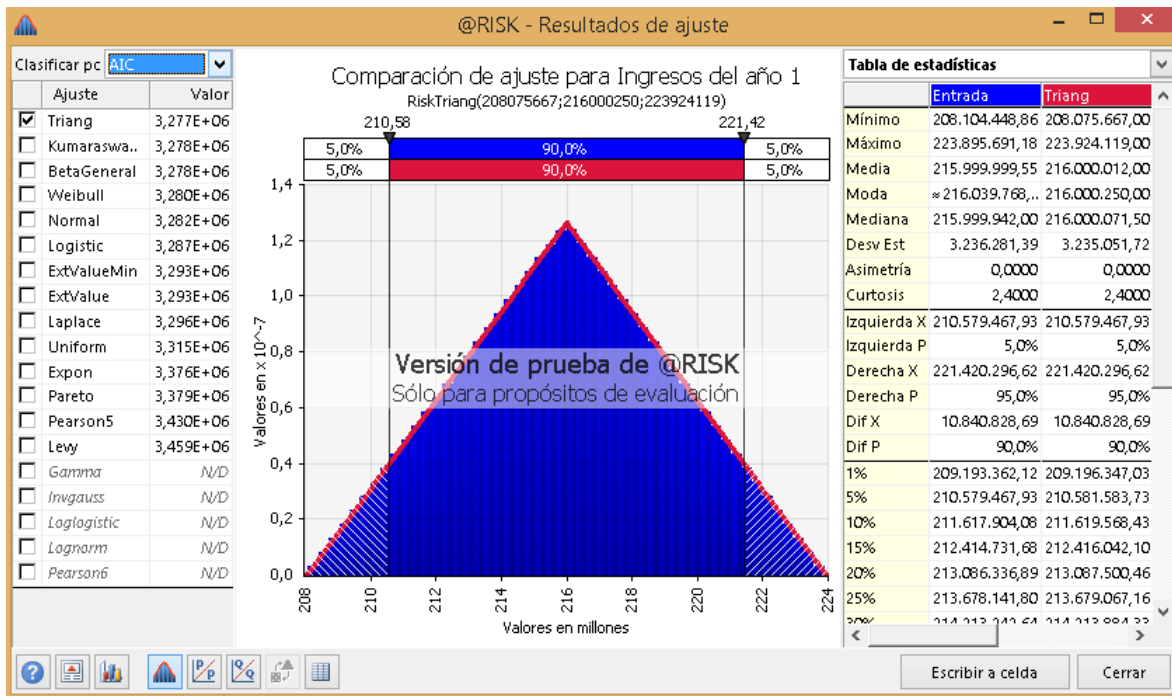 @RISK - Resultados de ajuste
Clasificar pc AIC
Ajuste Valor
Triang 3,277E+06
Kumaraswa.. 3,278E+06
BetaGeneral 3,278E+06
Weibull 3,280E+06
Normal 3,282E+06
Logistic 3,287E+06
ExtValueMin 3,293E+06
ExtValue 3,293E+06
Laplace 3,296E+06
Uniform 3,315E+06
Expon 3,376E+06
Pareto 3,379E+06
Pearson5 3,430E+06
Levy 3,459E+06
Gamma N/D
Invgauss N/D
Loglogistic N/D
Lognorm N/D
Pearson6 N/D
Comparación de ajuste para Ingresos del año 1
RiskTriang(208075667;216000250;223924119)
210,58 221,42
5,0% 90,0% 5,0%
5,0% 90,0% 5,0%
1,4
1,2
1,0
0,8
0,6
0,4
0,2
0,0
Valores en x 10^-7
Versión de prueba de @RISK
Sólo para propósitos de evaluación
208 210 212 214 216 218 220 222 224
Valores en millones
Tabla de estadísticas
Entrada Triang
Mínimo 208.104.448,86 208.075.667,00
Máximo 223.895.691,18 223.924.119,00
Media 215.999.999,55 216.000.012,00
Moda ≈216.039.768,.. 216.000.250,00
Mediana 215.999.942,00 216.000.071,50
Desv Est 3.236.281,39 3.235.051,72
Asimetría 0,0000 0,0000
Curtosis 2,4000 2,4000
Izquierda X 210.579.467,93 210.579.467,93
Izquierda P 5,0% 5,0%
Derecha X 221.420.296,62 221.420.296,62
Derecha P 95,0% 95,0%
Dif X 10.840.828,69 10.840.828,69
Dif P 90,0% 90,0%
1% 209.193.362,12 209.196.347,03
5% 210.579.467,93 210.581.583,73
10% 211.617.904,08 211.619.568,43
15% 212.414.731,68 212.416.042,10
20% 213.086.336,89 213.087.500,46
25% 213.678.141,80 213.679.067,16
Escribir a celda
Cerrar